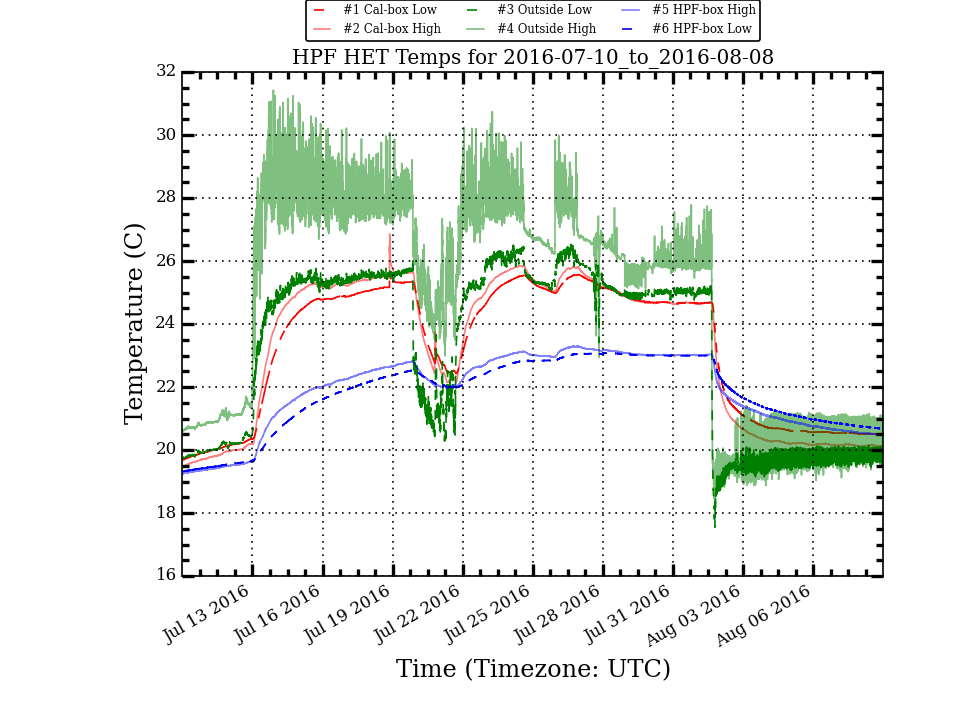 #1 Cal-box Low #3 Outside Low #5 HPF-box High
#2 Cal-box High #4 Outside High #6 HPF-box Low
HPF HET Temps for 2016-07-10_to_2016-08-08
32
30
28
26
24
22
20
18
16
Temperature (C)
Jul 13 2016 Jul 16 2016 Jul 19 2016 Jul 22 2016 Jul 25 2016 Jul 28 2016 Jul 31 2016 Aug 03 2016 Aug 06 2016
Time (Timezone: UTC)